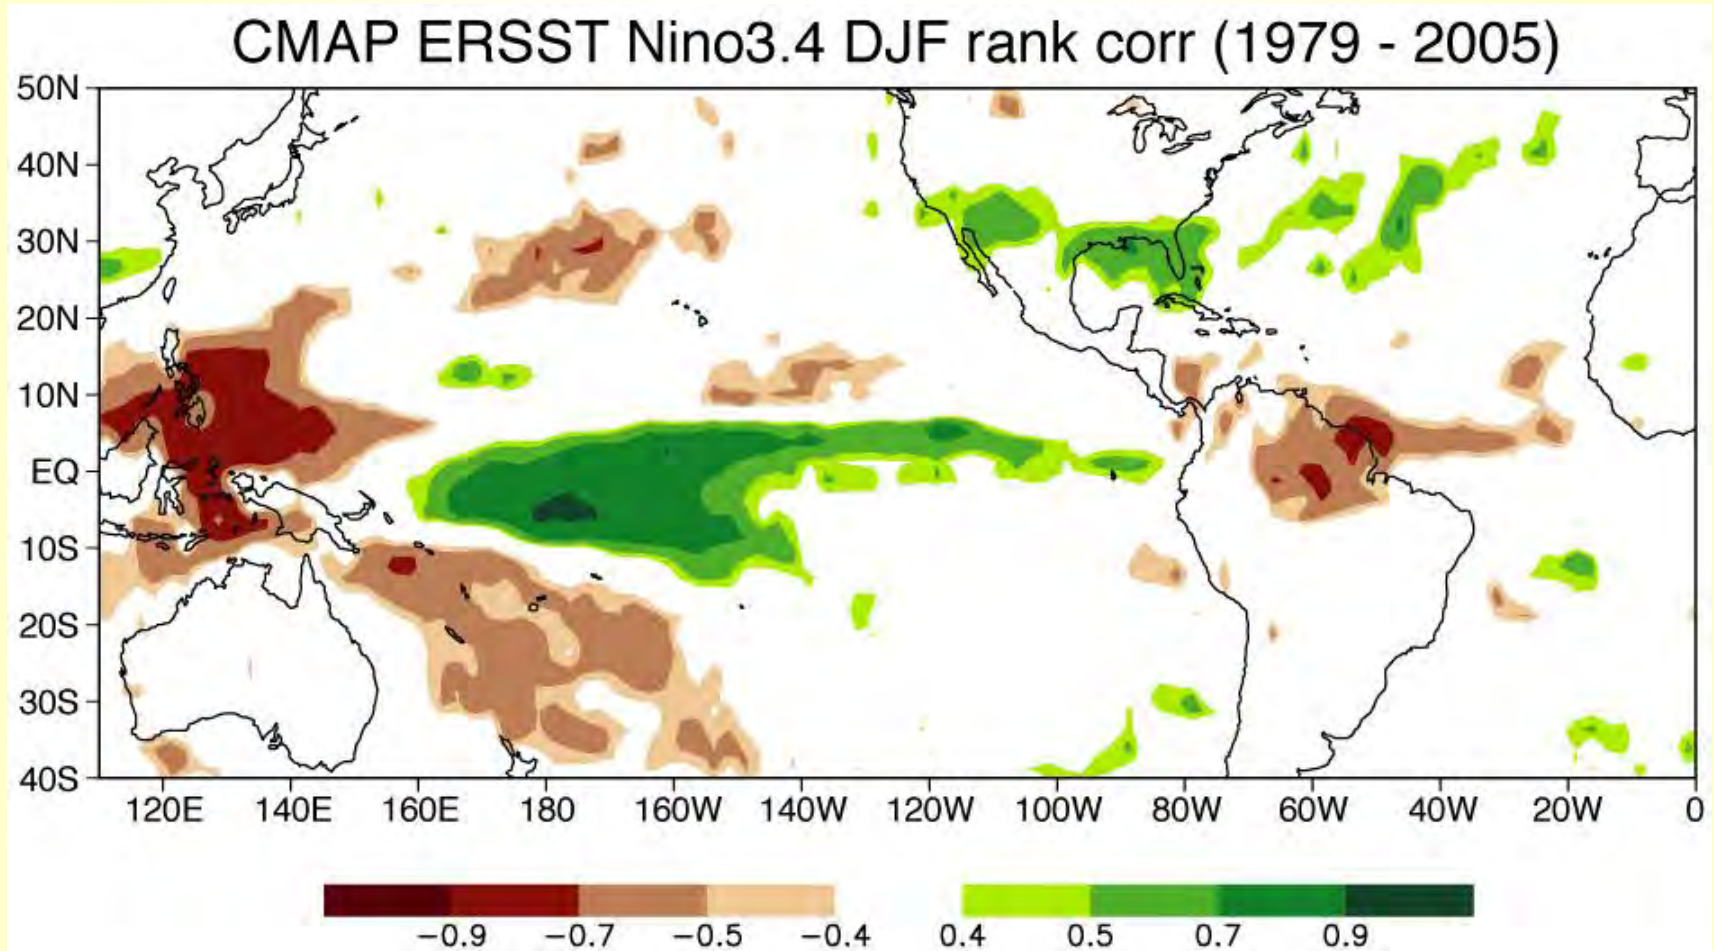 CMAP ERSST Nino3.4 DJF rank corr (1979 - 2005)
50N
40N
30N
20N
10N
EQ
10S
20S
30S
40S
120E 140E 160E 180 160W 140W 120W 100W 80W 60W 40W 20W 0
−0.9 −0.7 −0.5 −0.4 0.4 0.5 0.7 0.9